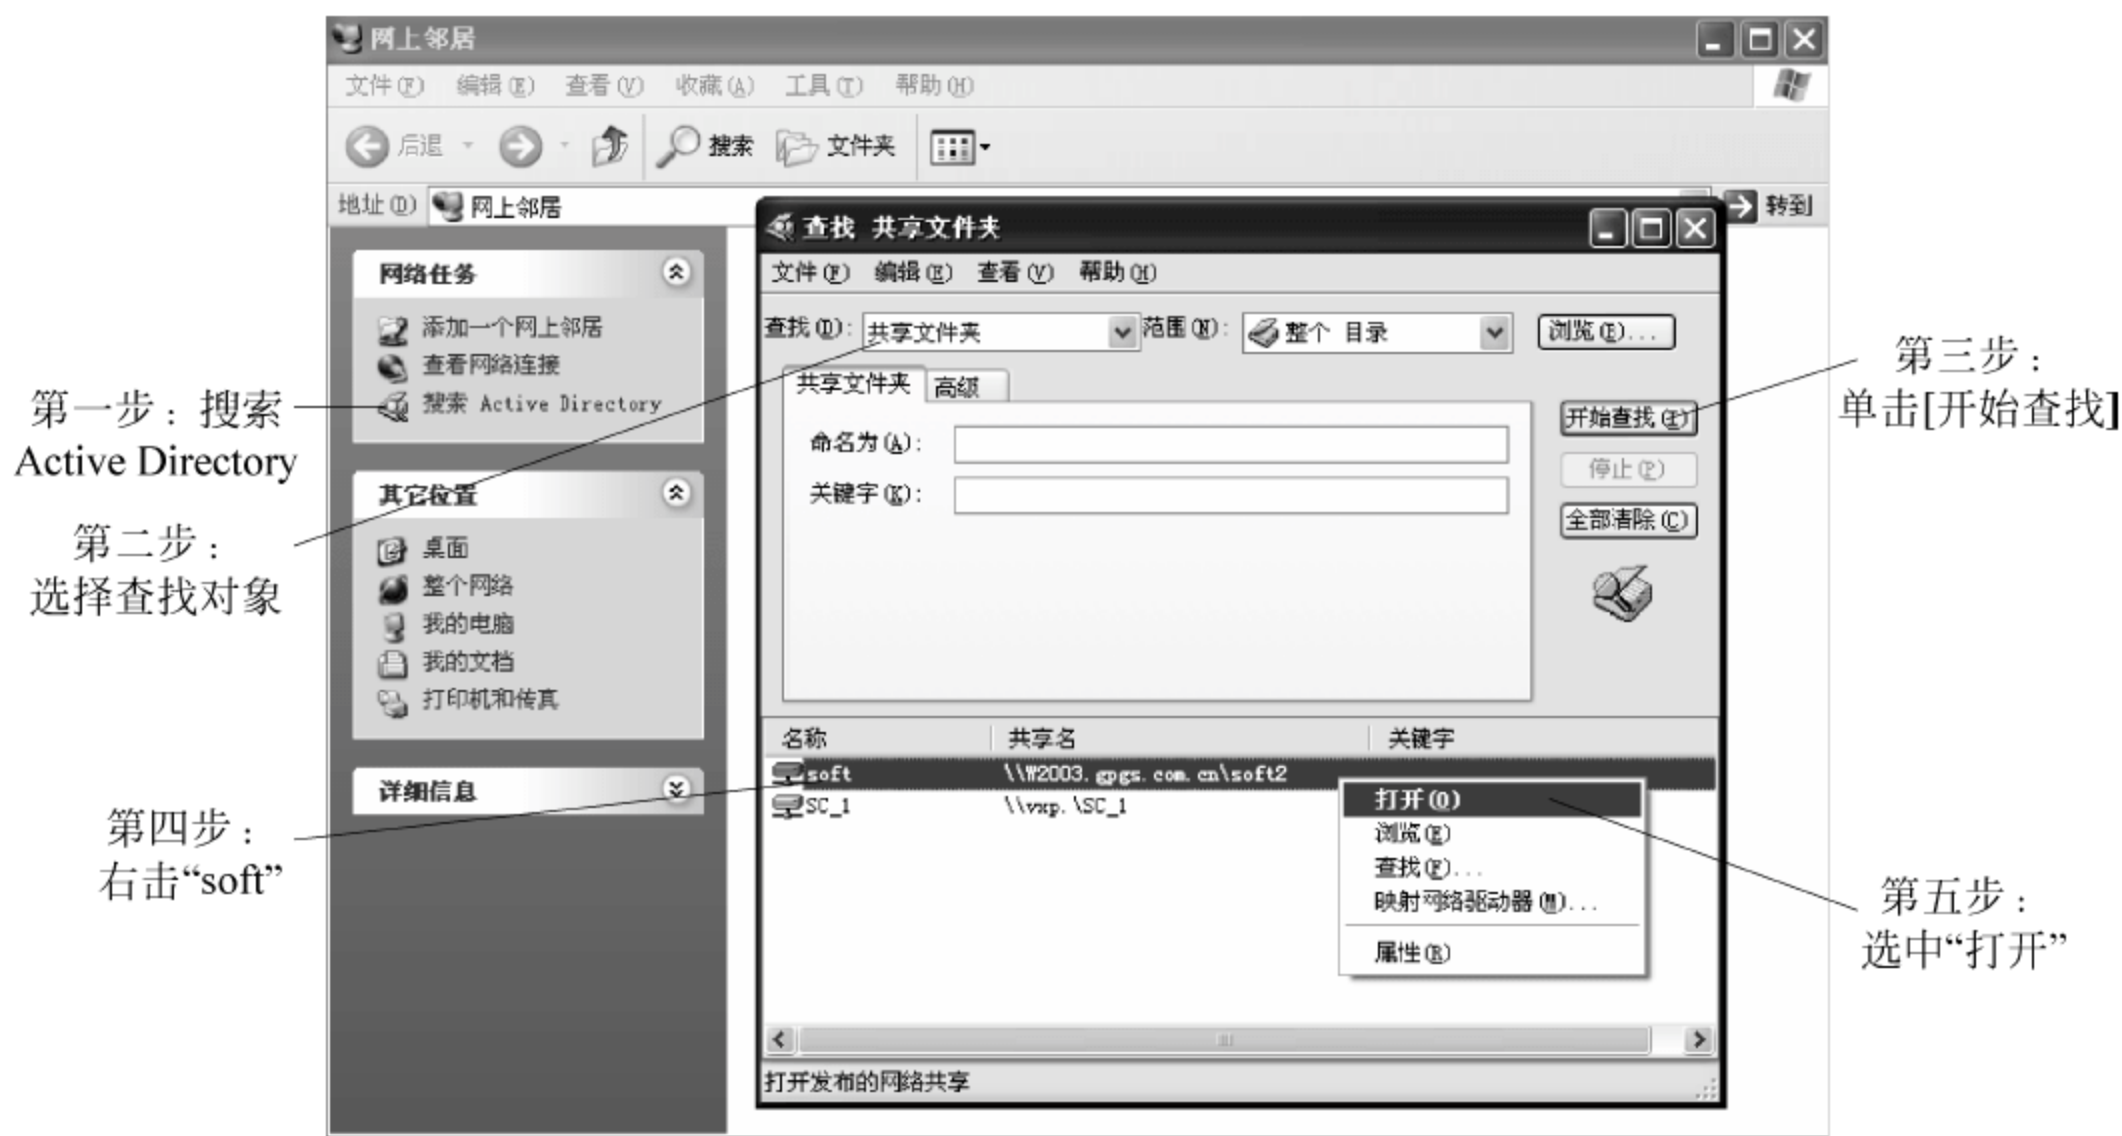 网上邻居
文件(F) 编辑(E) 查看(V) 收藏(A) 工具(T) 帮助(H)
后退 搜索 文件夹
地址(D) 网上邻居 转到
网络任务
添加一个网上邻居
查看网络连接
搜索 Active Directory
其它位置
桌面
整个网络
我的电脑
我的文档
打印机和传真
详细信息
查找 共享文件夹
文件(F) 编辑(E) 查看(V) 帮助(H)
查找(D): 共享文件夹 范围(N): 整个 目录 浏览(B)...
共享文件夹 高级
命名为(A):
关键字(K):
开始查找(I)
停止(P)
全部清除(C)
名称 共享名 关键字
soft \\W2003.gpgs.com.cn\soft2
SC_1 \\vxp.\SC_1
打开(O)
浏览(E)
查找(F)...
映射网络驱动器(M)...
属性(R)
打开发布的网络共享
第一步：搜索
Active Directory
第二步：
选择查找对象
第三步：
单击[开始查找]
第四步：
右击“soft”
第五步：
选中“打开”